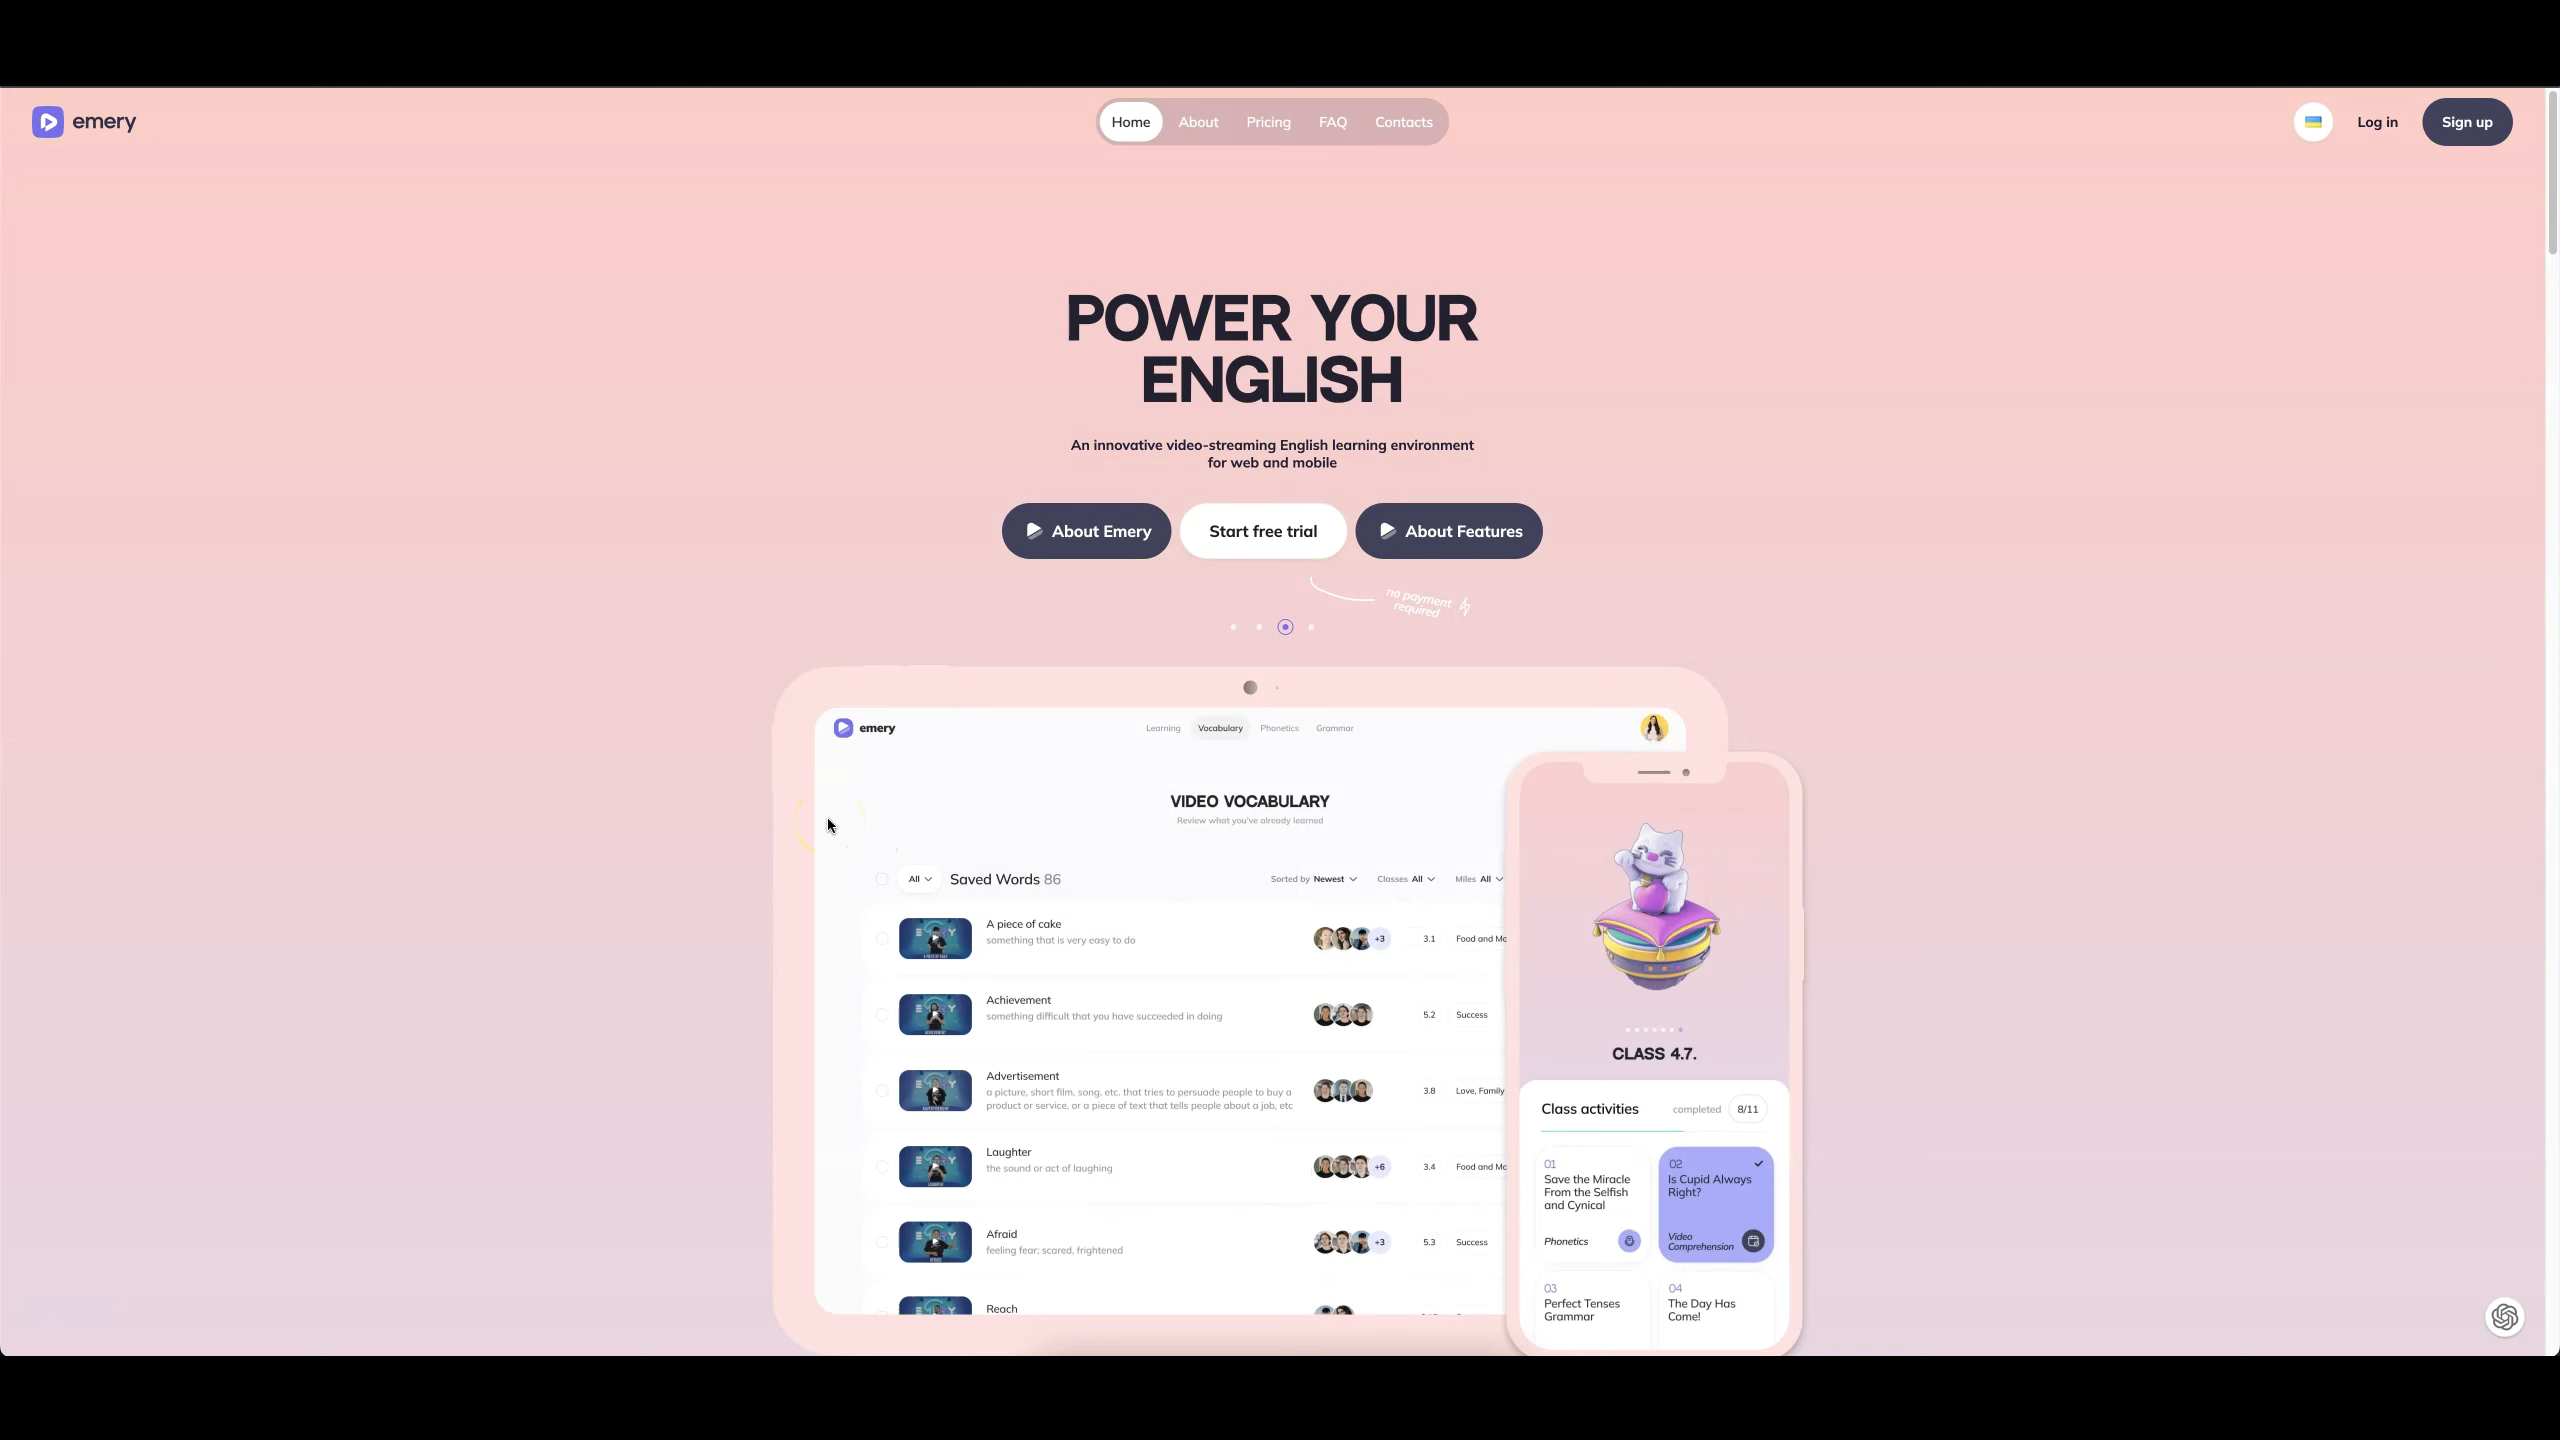 emery
Home
About
Pricing
FAQ
Contacts
Log in
Sign up
POWER YOUR
ENGLISH
An innovative video-streaming English learning environment
for web and mobile
About Emery
Start free trial
About Features
no payment
required
emery
Learning
Vocabulary
Phonetics
Grammar
VIDEO VOCABULARY
Review what you've already learned
All
Saved Words 86
Sorted by Newest
Classes All
Miles All
A piece of cake
something that is very easy to do
+3
3.1
Food and Mo
Achievement
something difficult that you have succeeded in doing
5.2
Success
Advertisement
a picture, short film, song, etc. that tries to persuade people to buy a
product or service, or a piece of text that tells people about a job, etc
3.8
Love, Family
Laughter
the sound or act of laughing
+6
3.4
Food and Mo
Afraid
feeling fear; scared, frightened
+3
5.3
Success
Reach
CLASS 4.7.
Class activities
completed
8/11
01
Save the Miracle
From the Selfish
and Cynical
Phonetics
02
Is Cupid Always
Right?
Video
Comprehension
03
Perfect Tenses
Grammar
04
The Day Has
Come!